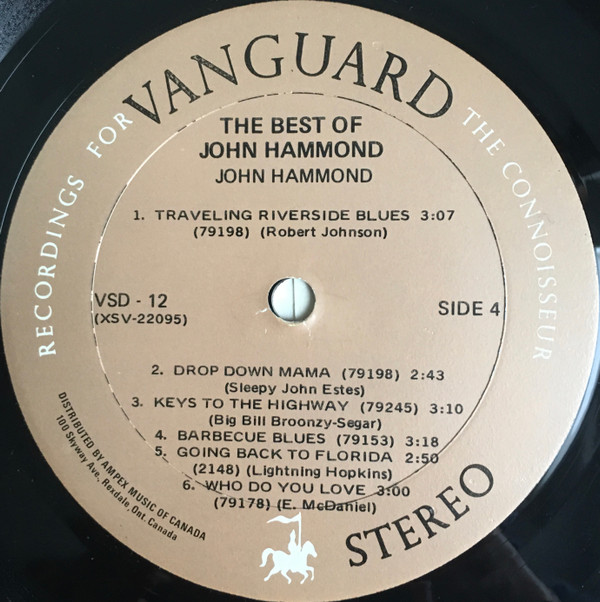 VANGUARD
RECORDINGS FOR THE CONNOISSEUR
THE BEST OF
JOHN HAMMOND
JOHN HAMMOND
1. TRAVELING RIVERSIDE BLUES 3:07
(79198) (Robert Johnson)
VSD - 12
(XSV-22095)
SIDE 4
2. DROP DOWN MAMA (79198) 2:43
(Sleepy John Estes)
3. KEYS TO THE HIGHWAY (79245) 3:10
(Big Bill Broonzy-Segar)
4. BARBECUE BLUES (79153) 3:18
5. GOING BACK TO FLORIDA 2:50
(2148) (Lightning Hopkins)
6. WHO DO YOU LOVE 3:00
(79178) (E. McDaniel)
DISTRIBUTED BY AMPEX MUSIC OF CANADA
100 Skyway Ave. Rexdale, Ont. Canada
STEREO